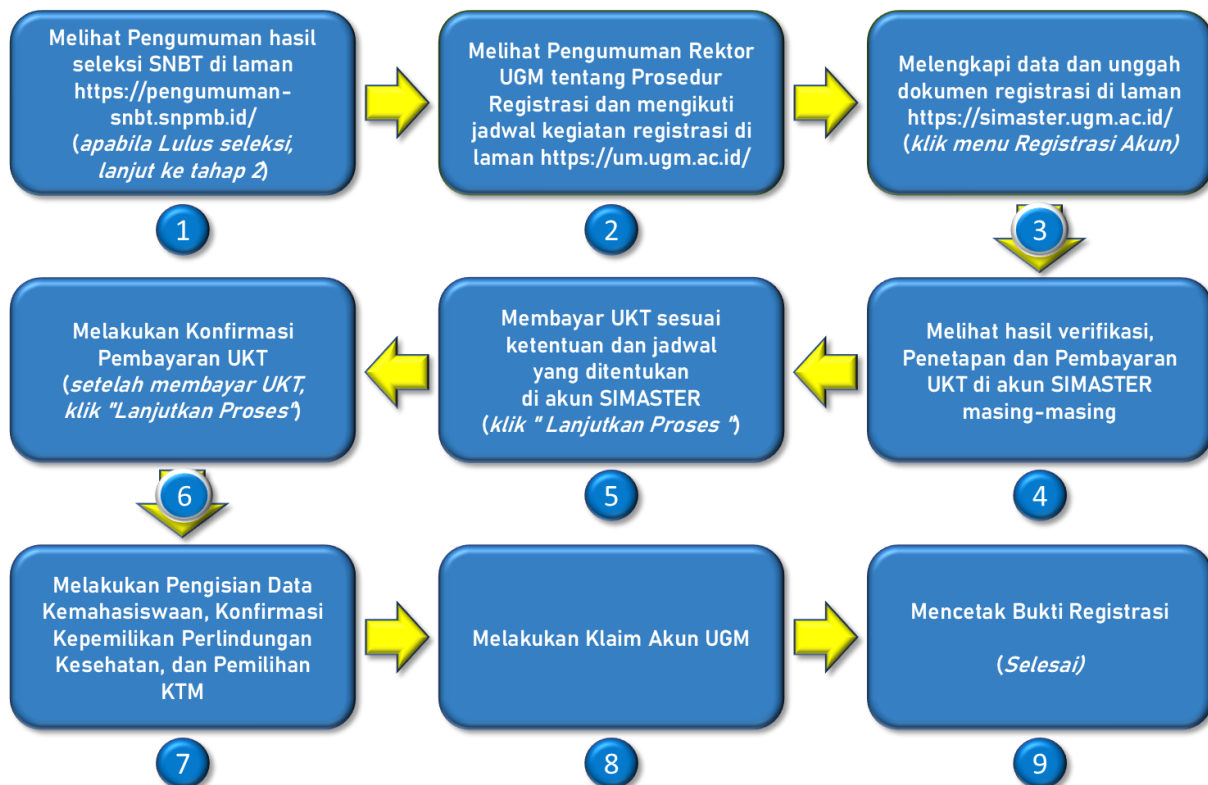 Melihat Pengumuman hasil
seleksi SNBT di laman
https://pengumuman-
snbt.snpmb.id/
(apabila Lulus seleksi,
lanjut ke tahap 2)
1
Melihat Pengumuman Rektor
UGM tentang Prosedur
Registrasi dan mengikuti
jadwal kegiatan registrasi di
laman https://um.ugm.ac.id/
2
Melengkapi data dan unggah
dokumen registrasi di laman
https://simaster.ugm.ac.id/
(klik menu Registrasi Akun)
3
Melihat hasil verifikasi,
Penetapan dan Pembayaran
UKT di akun SIMASTER
masing-masing
4
Membayar UKT sesuai
ketentuan dan jadwal
yang ditentukan
di akun SIMASTER
(klik " Lanjutkan Proses ")
5
Melakukan Konfirmasi
Pembayaran UKT
(setelah membayar UKT,
klik "Lanjutkan Proses")
6
Melakukan Pengisian Data
Kemahasiswaan, Konfirmasi
Kepemilikan Perlindungan
Kesehatan, dan Pemilihan
KTM
7
Melakukan Klaim Akun UGM
8
Mencetak Bukti Registrasi
(Selesai)
9